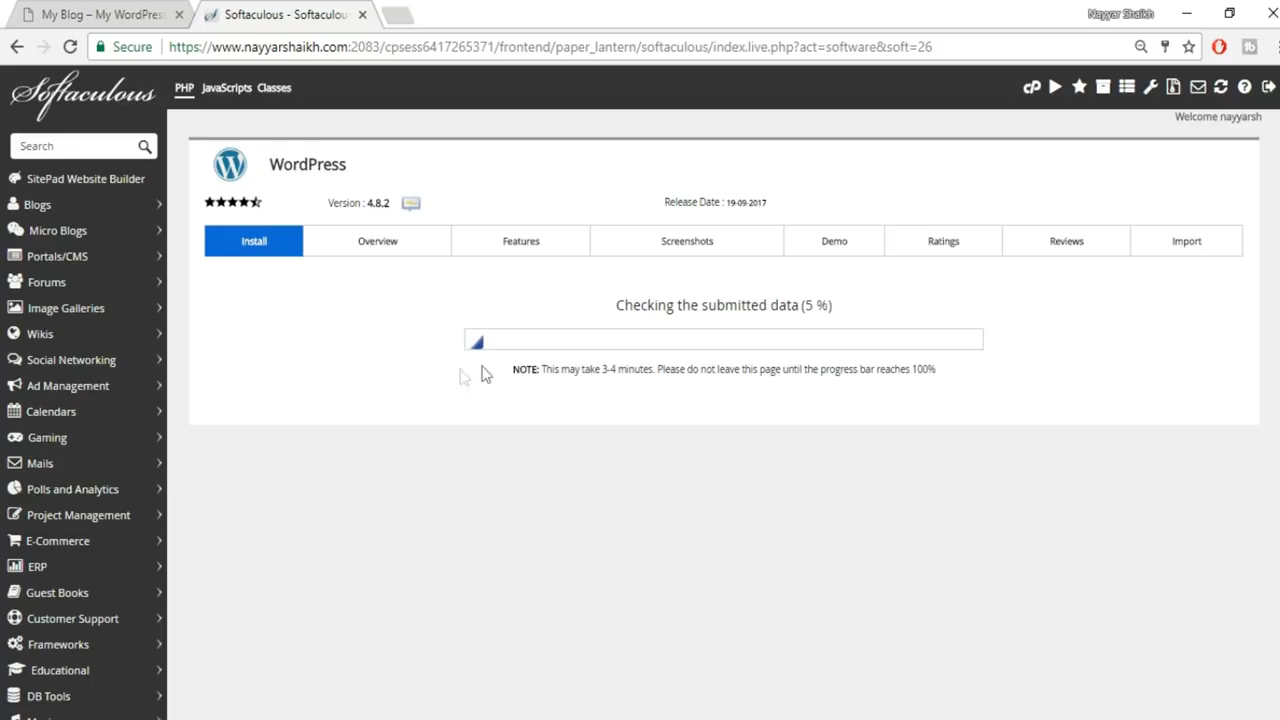 My Blog – My WordPress
Softaculous - Softaculou
Nayyar Shaikh
Secure
https://www.nayyarshaikh.com:2083/cpsess6417265371/frontend/paper_lantern/softaculous/index.live.php?act=software&soft=26
Softaculous
PHP JavaScripts Classes
cP
Welcome nayyarsh
Search
SitePad Website Builder
Blogs
Micro Blogs
Portals/CMS
Forums
Image Galleries
Wikis
Social Networking
Ad Management
Calendars
Gaming
Mails
Polls and Analytics
Project Management
E-Commerce
ERP
Guest Books
Customer Support
Frameworks
Educational
DB Tools
WordPress
Version : 4.8.2
Release Date : 19-09-2017
Install Overview Features Screenshots Demo Ratings Reviews Import
Checking the submitted data (5 %)
NOTE: This may take 3-4 minutes. Please do not leave this page until the progress bar reaches 100%